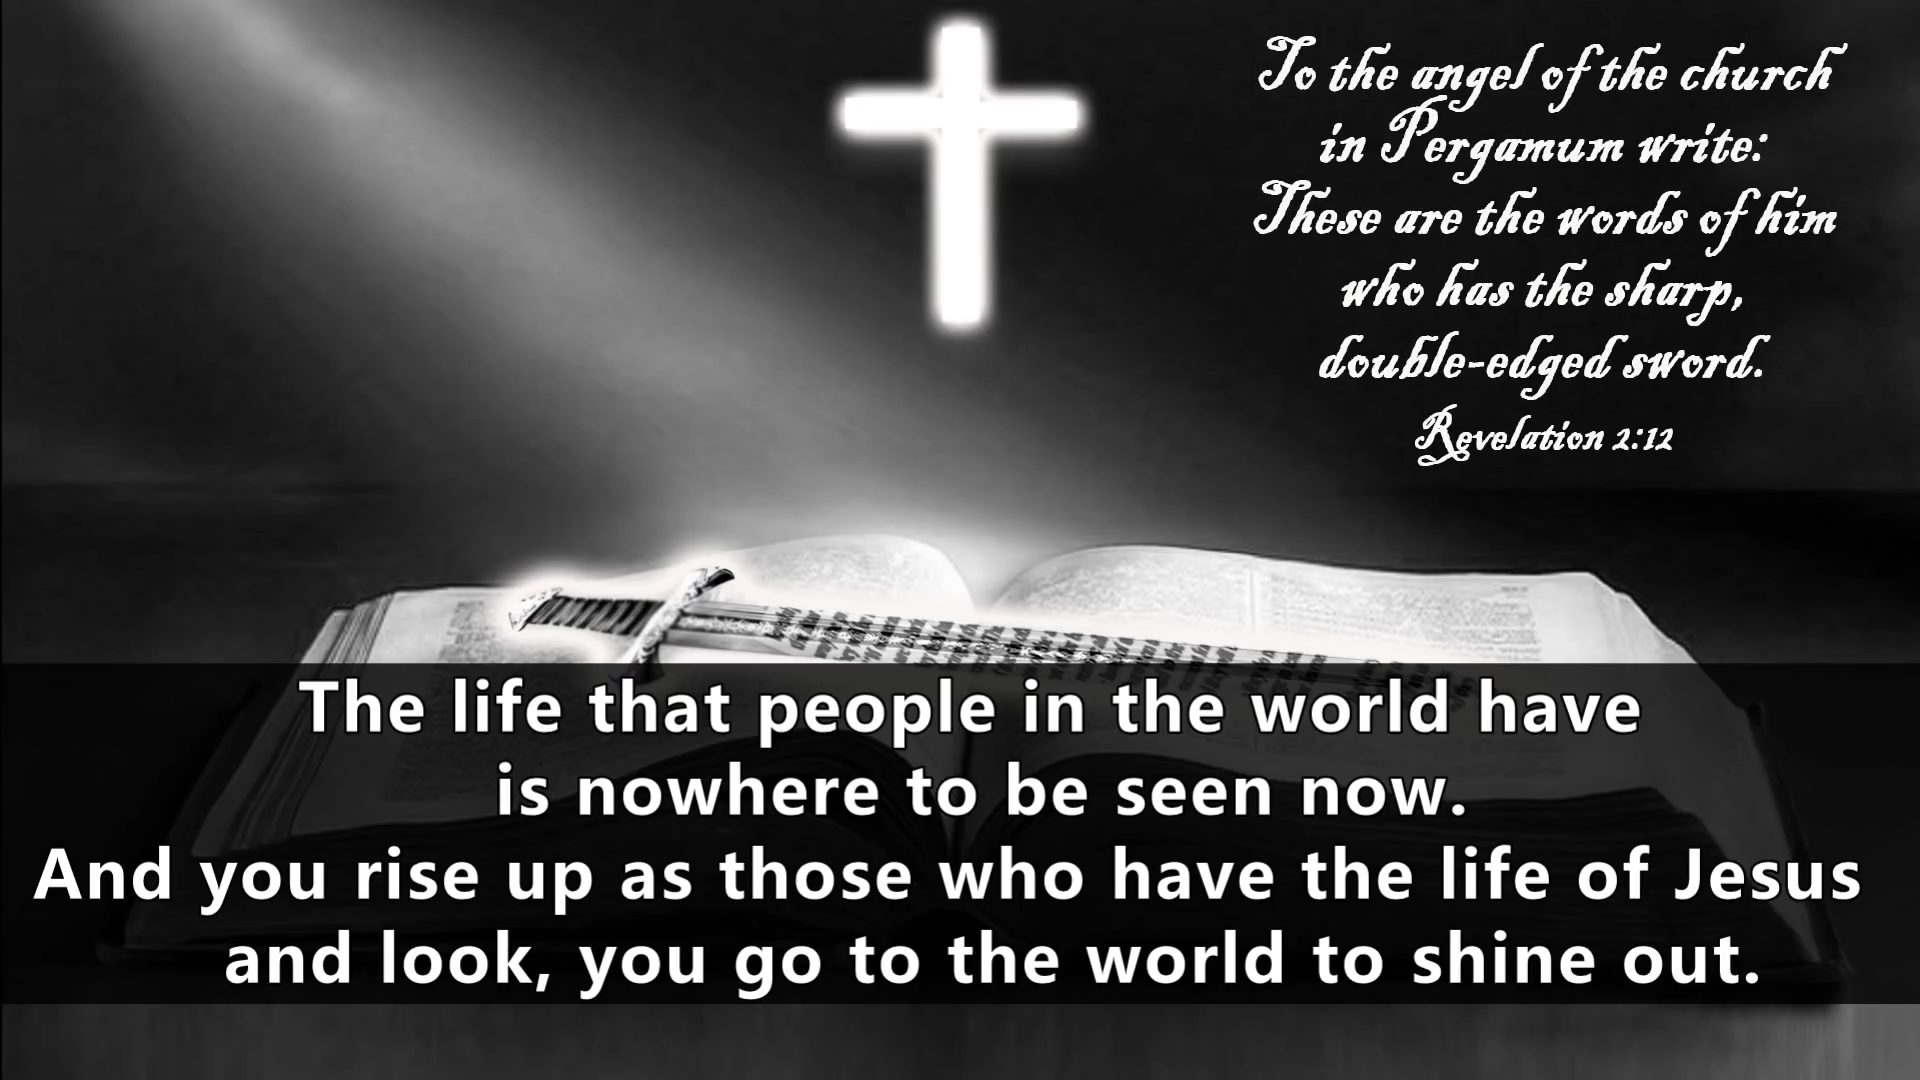 To the angel of the church
in Pergamum write:
These are the words of him
who has the sharp,
double-edged sword.
Revelation 2:12
The life that people in the world have
is nowhere to be seen now.
And you rise up as those who have the life of Jesus
and look, you go to the world to shine out.